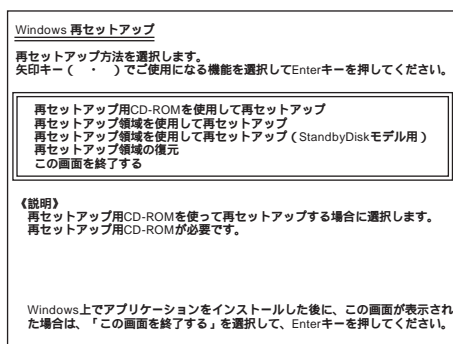 Windows 再セットアップ
再セットアップ方法を選択します。
矢印キー（　・　）でご使用になる機能を選択してEnterキーを押してください。
再セットアップ用CD-ROMを使用して再セットアップ
再セットアップ領域を使用して再セットアップ
再セットアップ領域を使用して再セットアップ（StandbyDiskモデル用）
再セットアップ領域の復元
この画面を終了する
《説明》
再セットアップ用CD-ROMを使って再セットアップする場合に選択します。
再セットアップ用CD-ROMが必要です。
Windows上でアプリケーションをインストールした後に、この画面が表示され
た場合は、「この画面を終了する」を選択して、Enterキーを押してください。